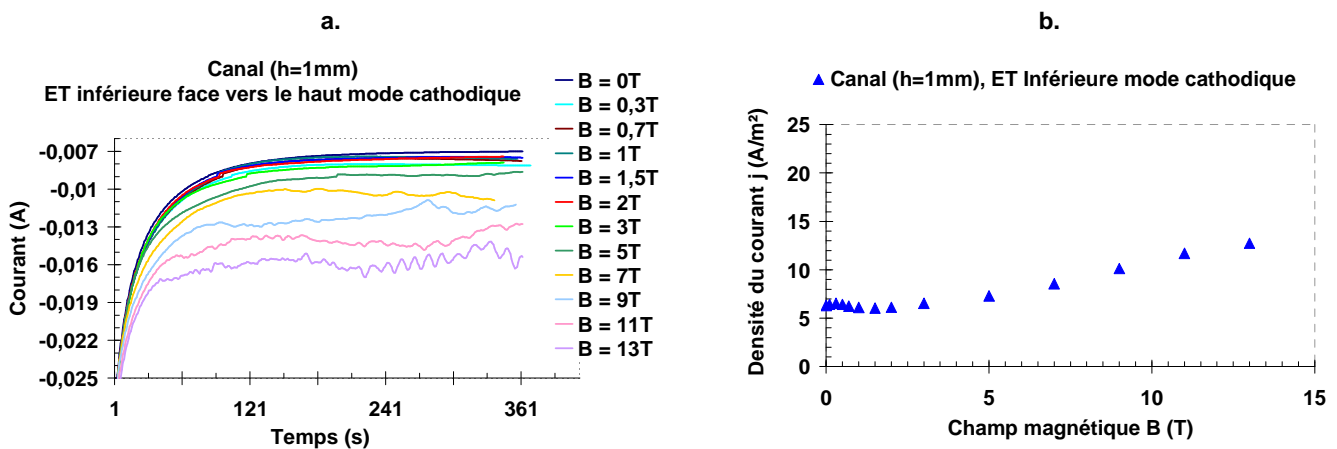 a.
Canal (h=1mm)
ET inférieure face vers le haut mode cathodique
Courant (A)
-0,007
-0,01
-0,013
-0,016
-0,019
-0,022
-0,025
1
121
241
361
Temps (s)
B = 0T
B = 0,3T
B = 0,7T
B = 1T
B = 1,5T
B = 2T
B = 3T
B = 5T
B = 7T
B = 9T
B = 11T
B = 13T
b.
Canal (h=1mm), ET Inférieure mode cathodique
Densité du courant j (A/m²)
25
20
15
10
5
0
0
5
10
15
Champ magnétique B (T)